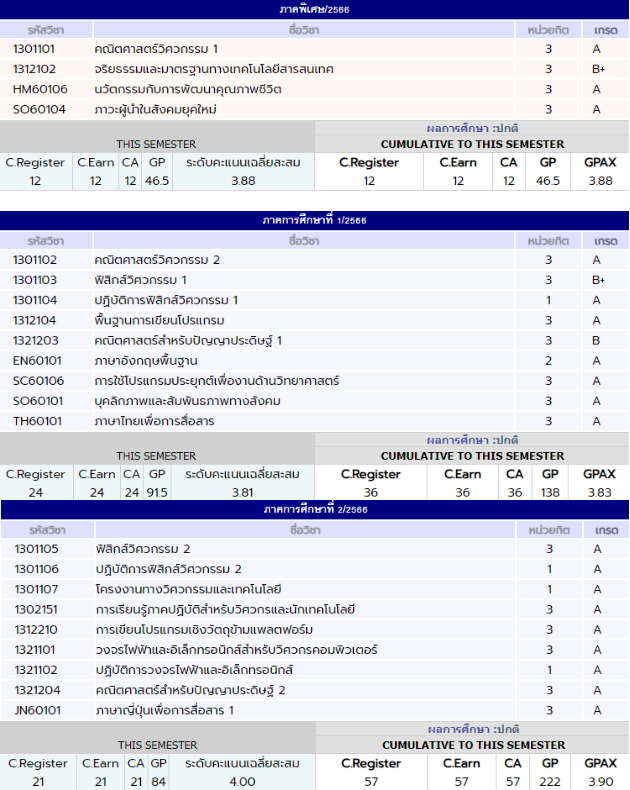 ภาคพิเศษ/2566
รหัสวิชา ชื่อวิชา หน่วยกิต เกรด
1301101 คณิตศาสตร์วิศวกรรม 1 3 A
1312102 จริยธรรมและมาตรฐานทางเทคโนโลยีสารสนเทศ 3 B+
HM60106 นวัตกรรมกับการพัฒนาคุณภาพชีวิต 3 A
SO60104 ภาวะผู้นำในสังคมยุคใหม่ 3 A
ผลการศึกษา :ปกติ
THIS SEMESTER CUMULATIVE TO THIS SEMESTER
C.Register C.Earn CA GP ระดับคะแนนเฉลี่ยสะสม C.Register C.Earn CA GP GPAX
12 12 12 46.5 3.88 12 12 12 46.5 3.88
ภาคการศึกษาที่ 1/2566
รหัสวิชา ชื่อวิชา หน่วยกิต เกรด
1301102 คณิตศาสตร์วิศวกรรม 2 3 A
1301103 ฟิสิกส์วิศวกรรม 1 3 B+
1301104 ปฏิบัติการฟิสิกส์วิศวกรรม 1 1 A
1312104 พื้นฐานการเขียนโปรแกรม 3 A
1321203 คณิตศาสตร์สำหรับปัญญาประดิษฐ์ 1 3 B
EN60101 ภาษาอังกฤษพื้นฐาน 2 A
SC60106 การใช้โปรแกรมประยุกต์เพื่องานด้านวิทยาศาสตร์ 3 A
SO60101 บุคลิกภาพและสัมพันธภาพทางสังคม 3 A
TH60101 ภาษาไทยเพื่อการสื่อสาร 3 A
ผลการศึกษา :ปกติ
THIS SEMESTER CUMULATIVE TO THIS SEMESTER
C.Register C.Earn CA GP ระดับคะแนนเฉลี่ยสะสม C.Register C.Earn CA GP GPAX
24 24 24 91.5 3.81 36 36 36 138 3.83
ภาคการศึกษาที่ 2/2566
รหัสวิชา ชื่อวิชา หน่วยกิต เกรด
1301105 ฟิสิกส์วิศวกรรม 2 3 A
1301106 ปฏิบัติการฟิสิกส์วิศวกรรม 2 1 A
1301107 โครงงานทางวิศวกรรมและเทคโนโลยี 1 A
1302151 การเรียนรู้ภาคปฏิบัติสำหรับวิศวกรและนักเทคโนโลยี 3 A
1312210 การเขียนโปรแกรมเชิงวัตถุข้ามแพลตฟอร์ม 3 A
1321101 วงจรไฟฟ้าและอิเล็กทรอนิกส์สำหรับวิศวกรคอมพิวเตอร์ 3 A
1321102 ปฏิบัติการวงจรไฟฟ้าและอิเล็กทรอนิกส์ 1 A
1321204 คณิตศาสตร์สำหรับปัญญาประดิษฐ์ 2 3 A
JN60101 ภาษาญี่ปุ่นเพื่อการสื่อสาร 1 3 A
ผลการศึกษา :ปกติ
THIS SEMESTER CUMULATIVE TO THIS SEMESTER
C.Register C.Earn CA GP ระดับคะแนนเฉลี่ยสะสม C.Register C.Earn CA GP GPAX
21 21 21 84 4.00 57 57 57 222 3.90